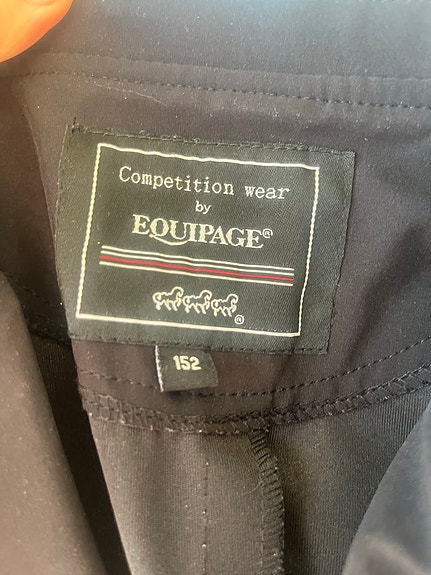 Competition wear
by
EQUIPAGE®
®
152